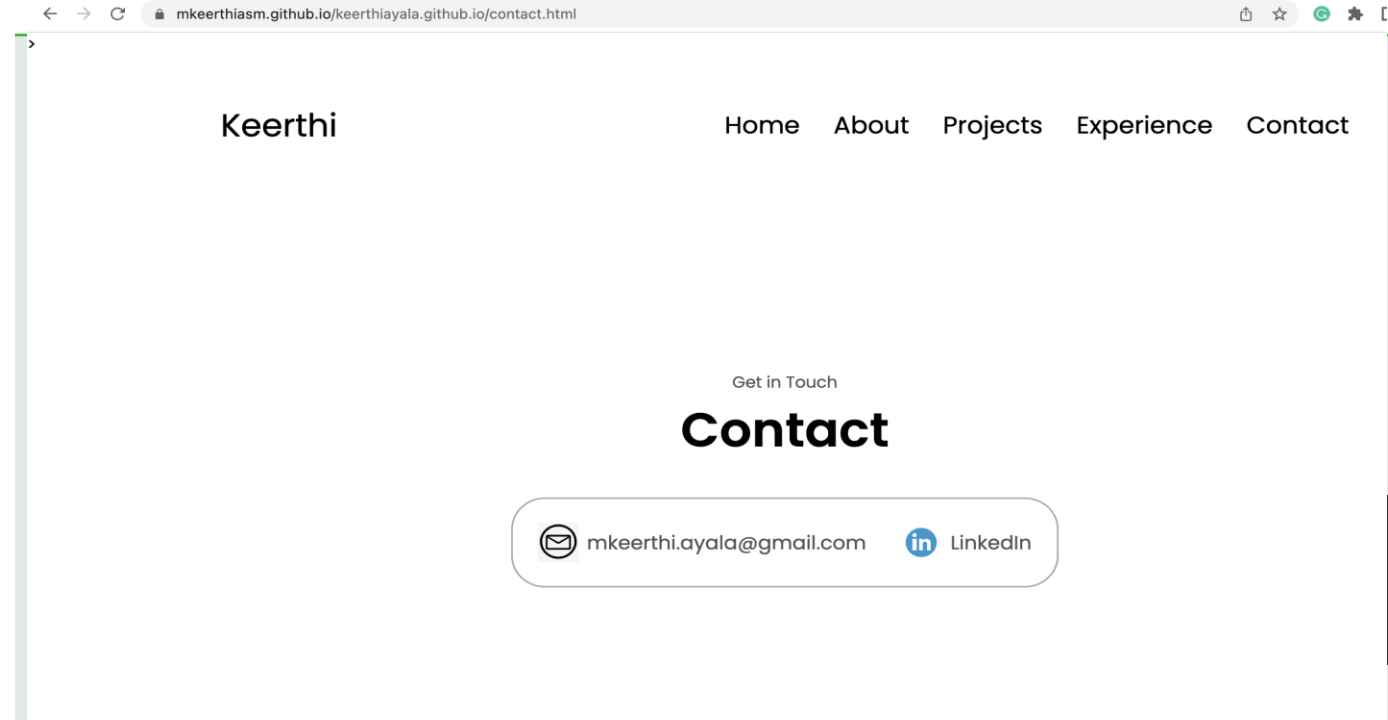 mkeerthiasm.github.io/keerthiayala.github.io/contact.html
>
Keerthi Home About Projects Experience Contact
Get in Touch
Contact
mkeerthi.ayala@gmail.com in LinkedIn